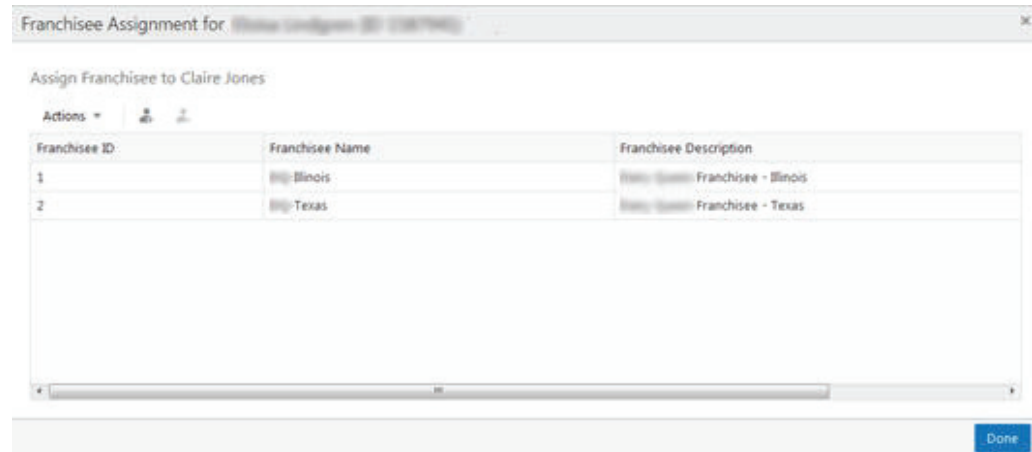 Franchisee Assignment for
Assign Franchisee to Claire Jones
Actions
Franchisee ID Franchisee Name Franchisee Description
1 Illinois Franchisee - Illinois
2 Texas Franchisee - Texas
Done